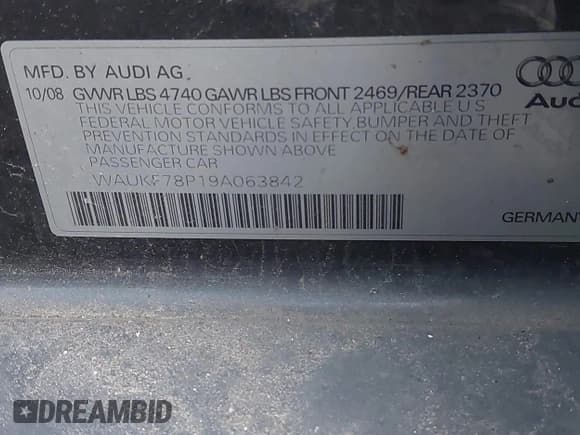 MFD. BY AUDI AG
10/08 GVWR LBS 4740 GAWR LBS FRONT 2469/REAR 2370
THIS VEHICLE CONFORMS TO ALL APPLICABLE U S
FEDERAL MOTOR VEHICLE SAFETY, BUMPER AND THEFT
PREVENTION STANDARDS IN EFFECT ON THE DATE OF
MANUFACTURE SHOWN ABOVE
PASSENGER CAR
WAUKF78P19A063842
Aud
GERMANY
DREAMBID